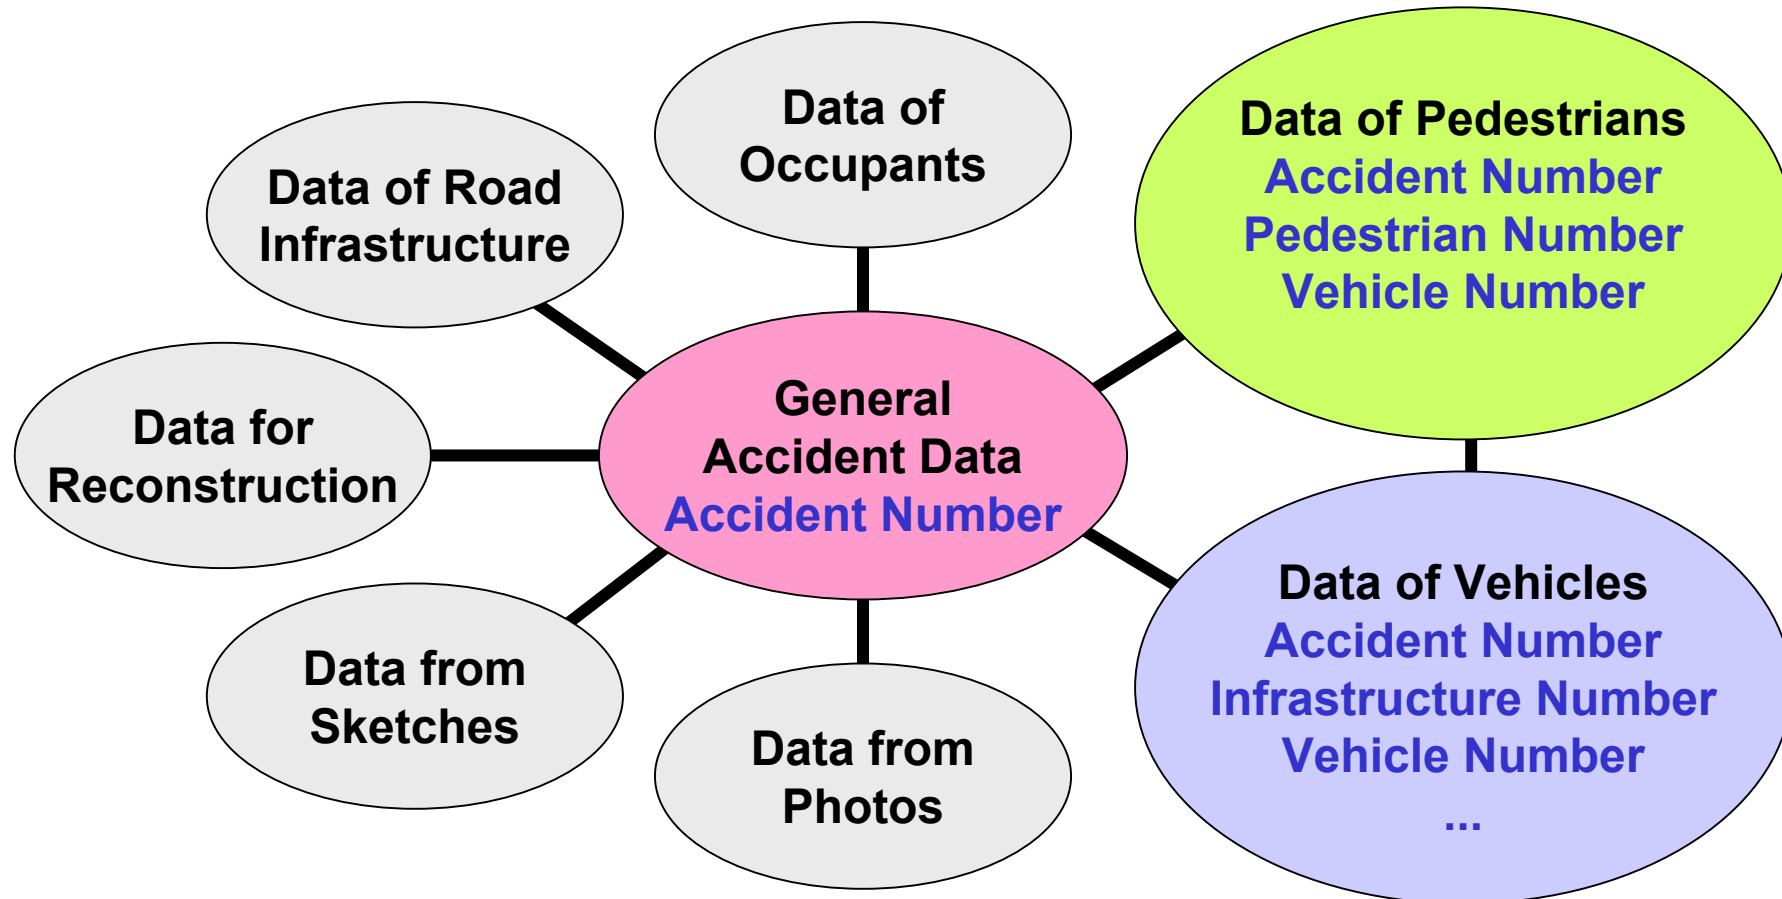 Data of
Occupants
Data of Pedestrians
Accident Number
Pedestrian Number
Vehicle Number
Data of Road
Infrastructure
General
Accident Data
Accident Number
Data for
Reconstruction
Data of Vehicles
Accident Number
Infrastructure Number
Vehicle Number
...
Data from
Sketches
Data from
Photos